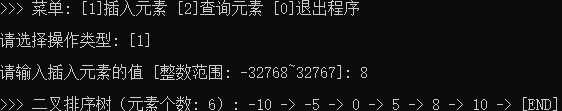 >>> 菜单: [1]插入元素 [2]查询元素 [0]退出程序
请选择操作类型: [1]
请输入插入元素的值 [整数范围: -32768~32767]: 8
>>> 二叉排序树（元素个数: 6）: -10 -> -5 -> 0 -> 5 -> 8 -> 10 -> [END]